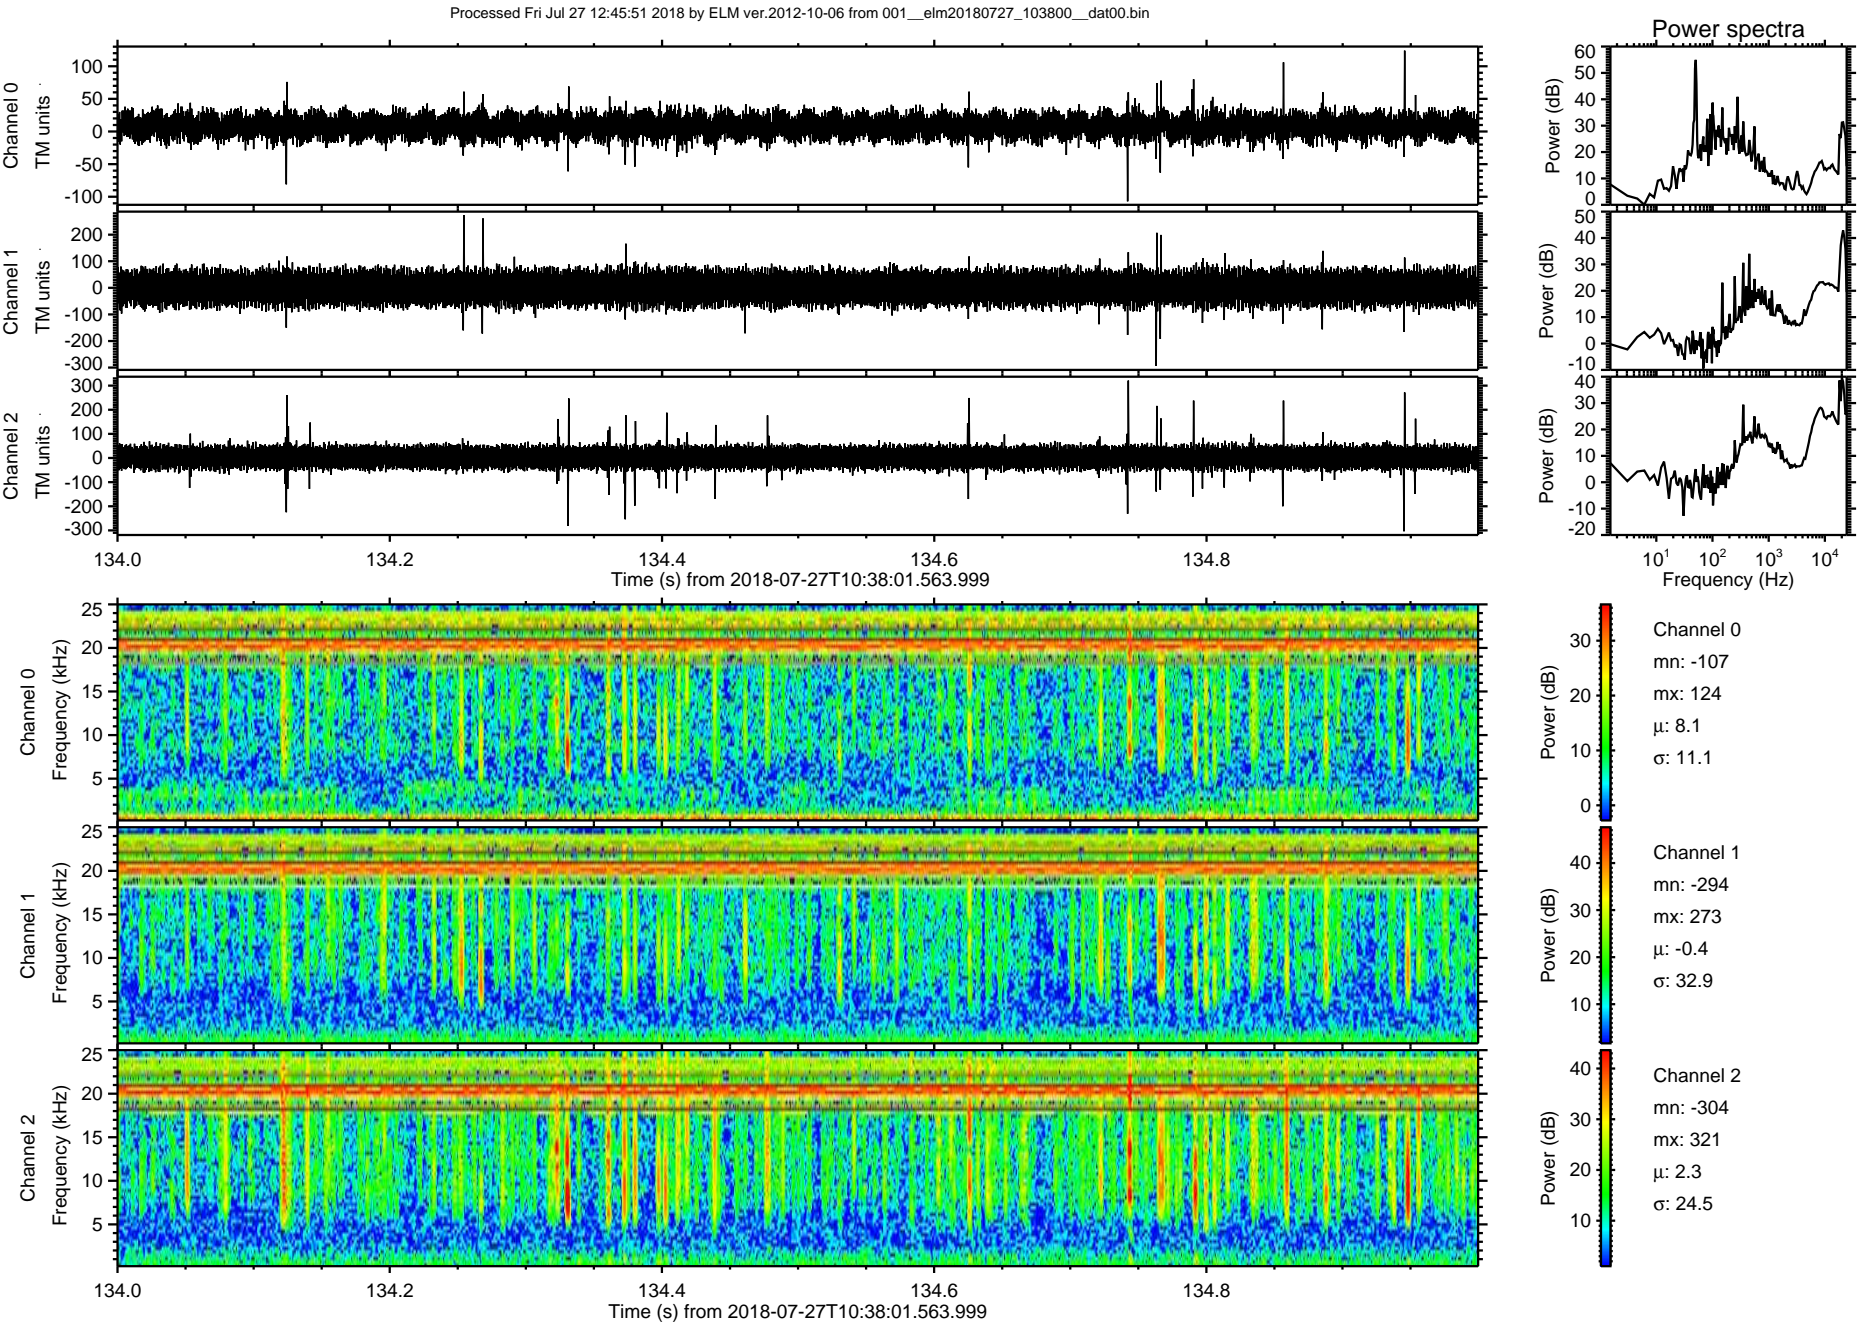 Processed Fri Jul 27 12:45:51 2018 by ELM ver.2012-10-06 from 001__elm20180727_103800__dat00.bin
Power spectra
Channel 0
TM units
100
50
0
-50
-100
Power (dB)
60
50
40
30
20
10
0
Channel 1
TM units
200
100
0
-100
-200
-300
Power (dB)
50
40
30
20
10
0
-10
Channel 2
TM units
300
200
100
0
-100
-200
-300
Power (dB)
40
30
20
10
0
-10
-20
134.0 134.2 134.4 134.6 134.8
Time (s) from 2018-07-27T10:38:01.563.999
10¹ 10² 10³ 10⁴
Frequency (Hz)
Channel 0
Frequency (kHz)
25
20
15
10
5
Power (dB)
30
20
10
0
Channel 0
mn: -107
mx: 124
μ: 8.1
σ: 11.1
Channel 1
Frequency (kHz)
25
20
15
10
5
Power (dB)
40
30
20
10
Channel 1
mn: -294
mx: 273
μ: -0.4
σ: 32.9
Channel 2
Frequency (kHz)
25
20
15
10
5
Power (dB)
40
30
20
10
Channel 2
mn: -304
mx: 321
μ: 2.3
σ: 24.5
134.0 134.2 134.4 134.6 134.8
Time (s) from 2018-07-27T10:38:01.563.999